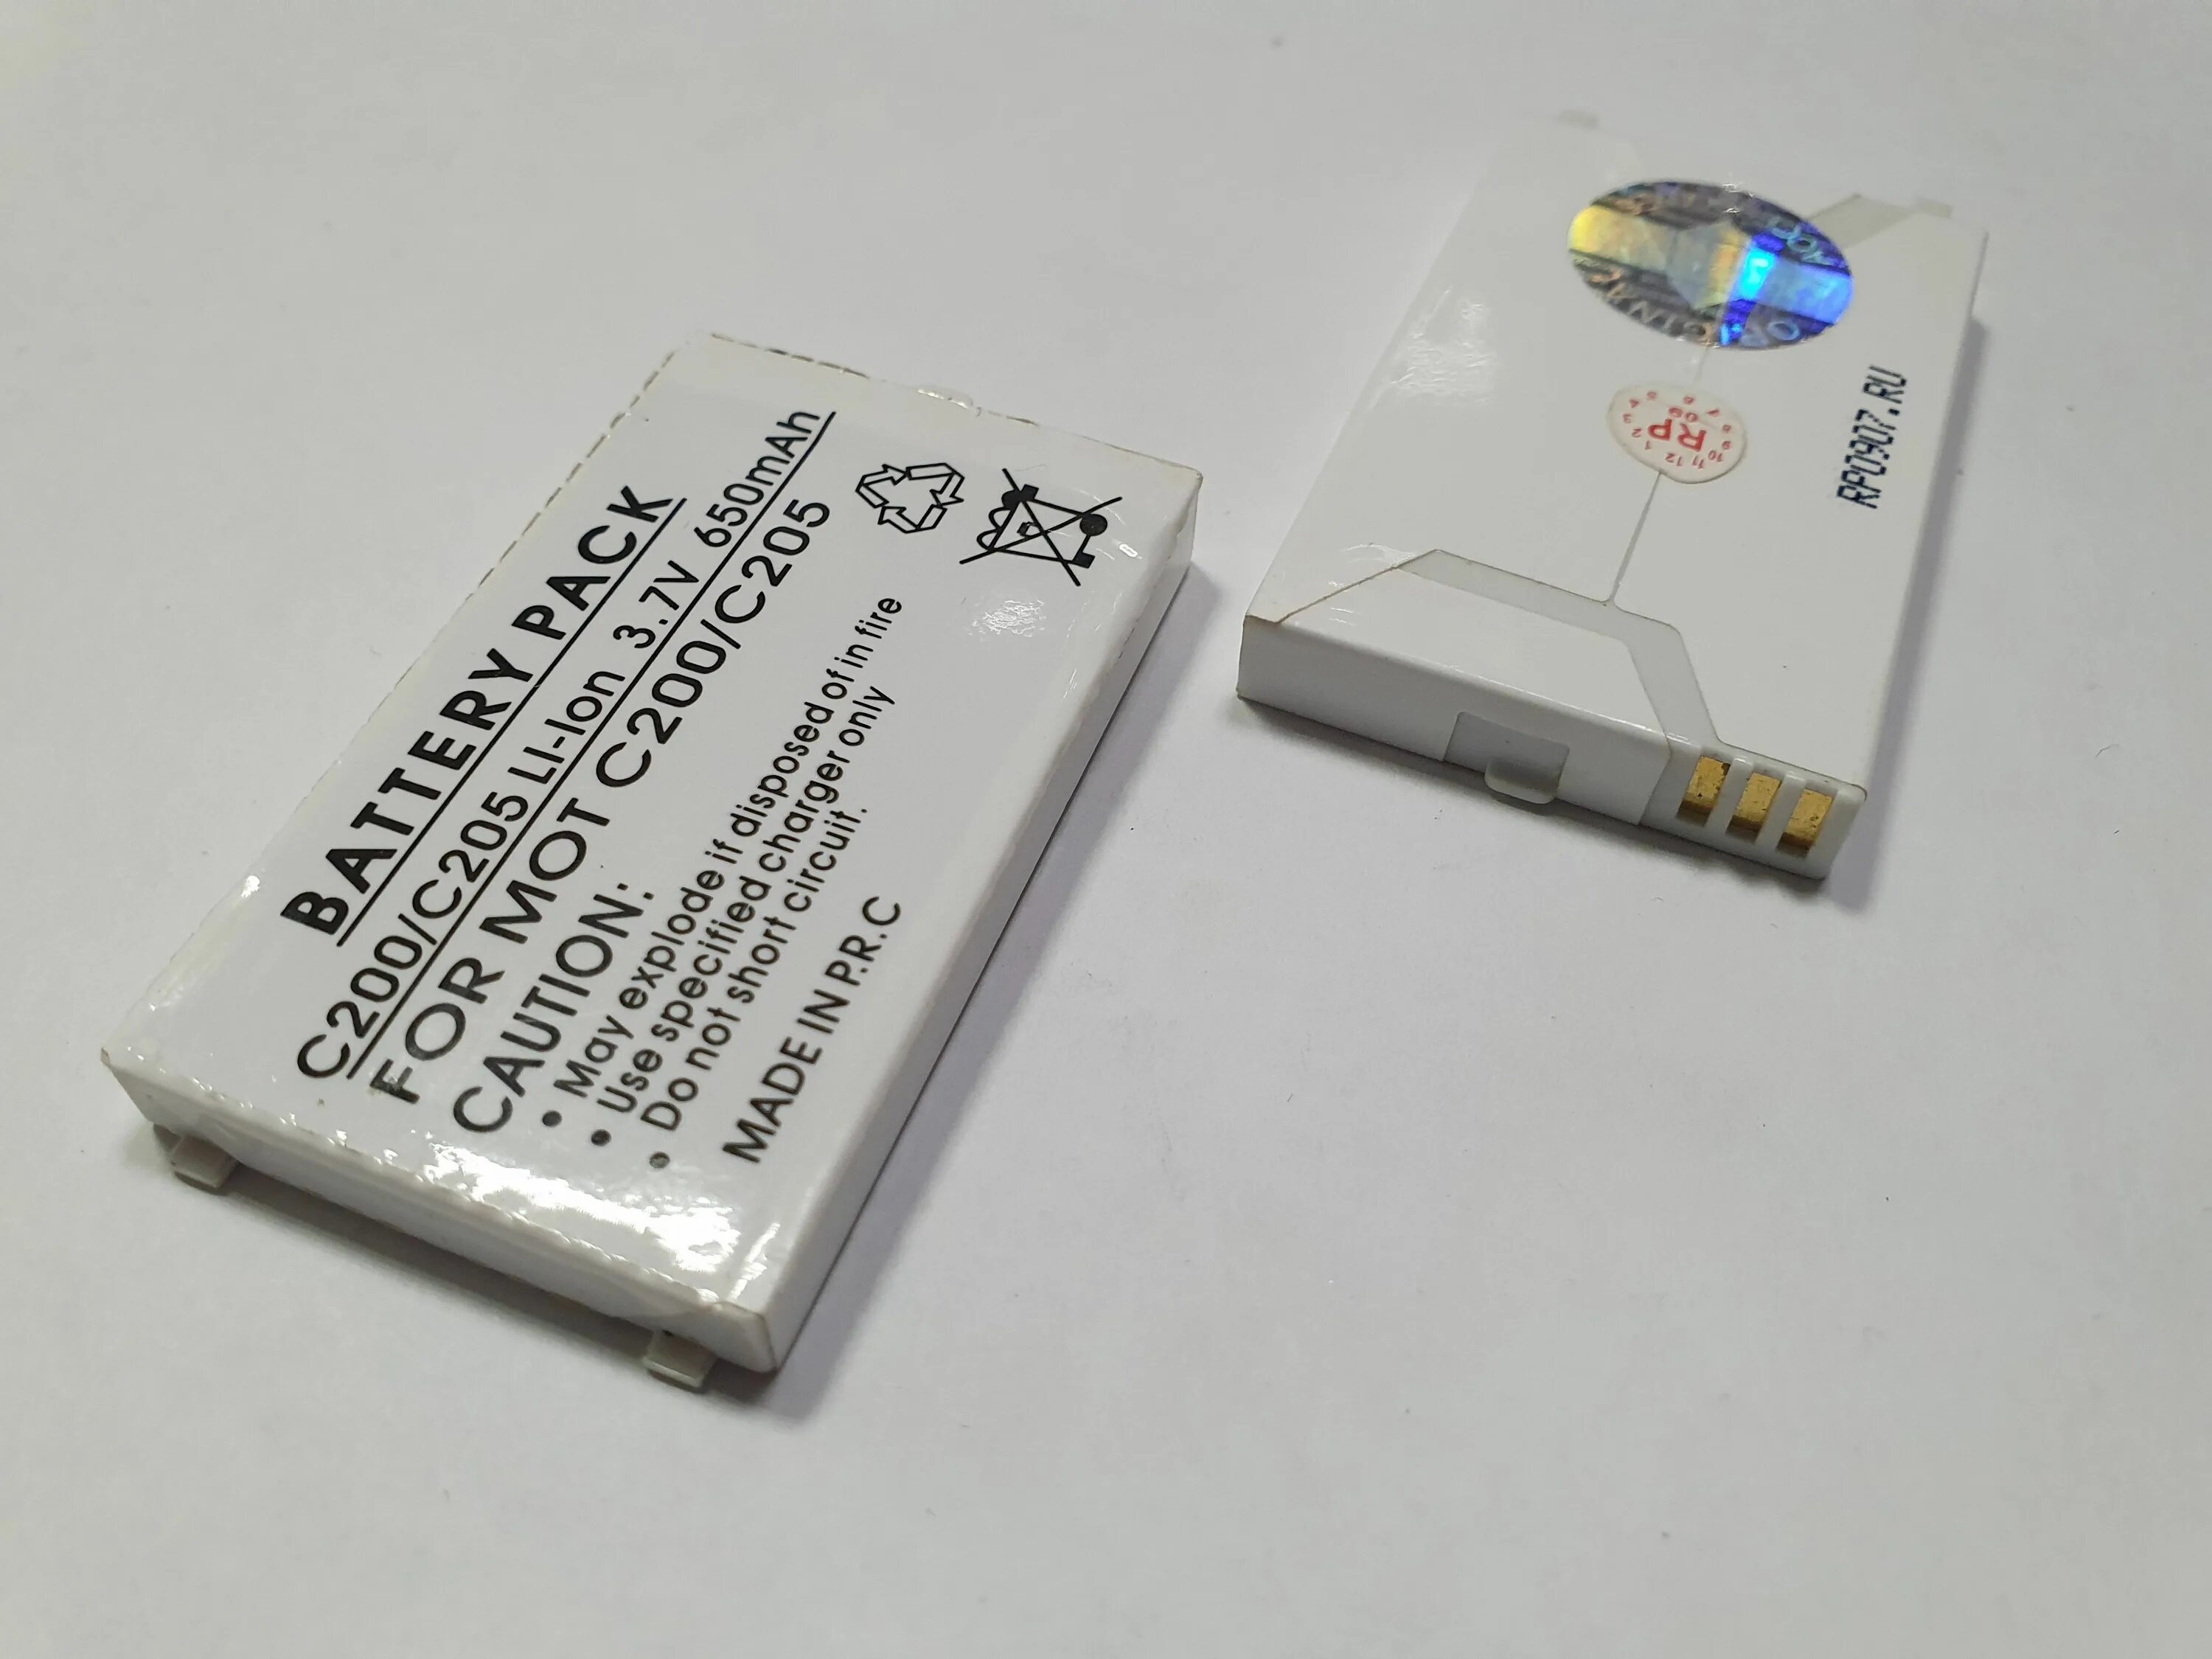 BATTERY PACK
C200/C205 LI-Ion 3.7V 650mAh
FOR MOT C200/C205
CAUTION:
• May explode if disposed of in fire
• Use specified charger only
• Do not short circuit.
MADE IN P.R.C
RP0907.RU
RP
09